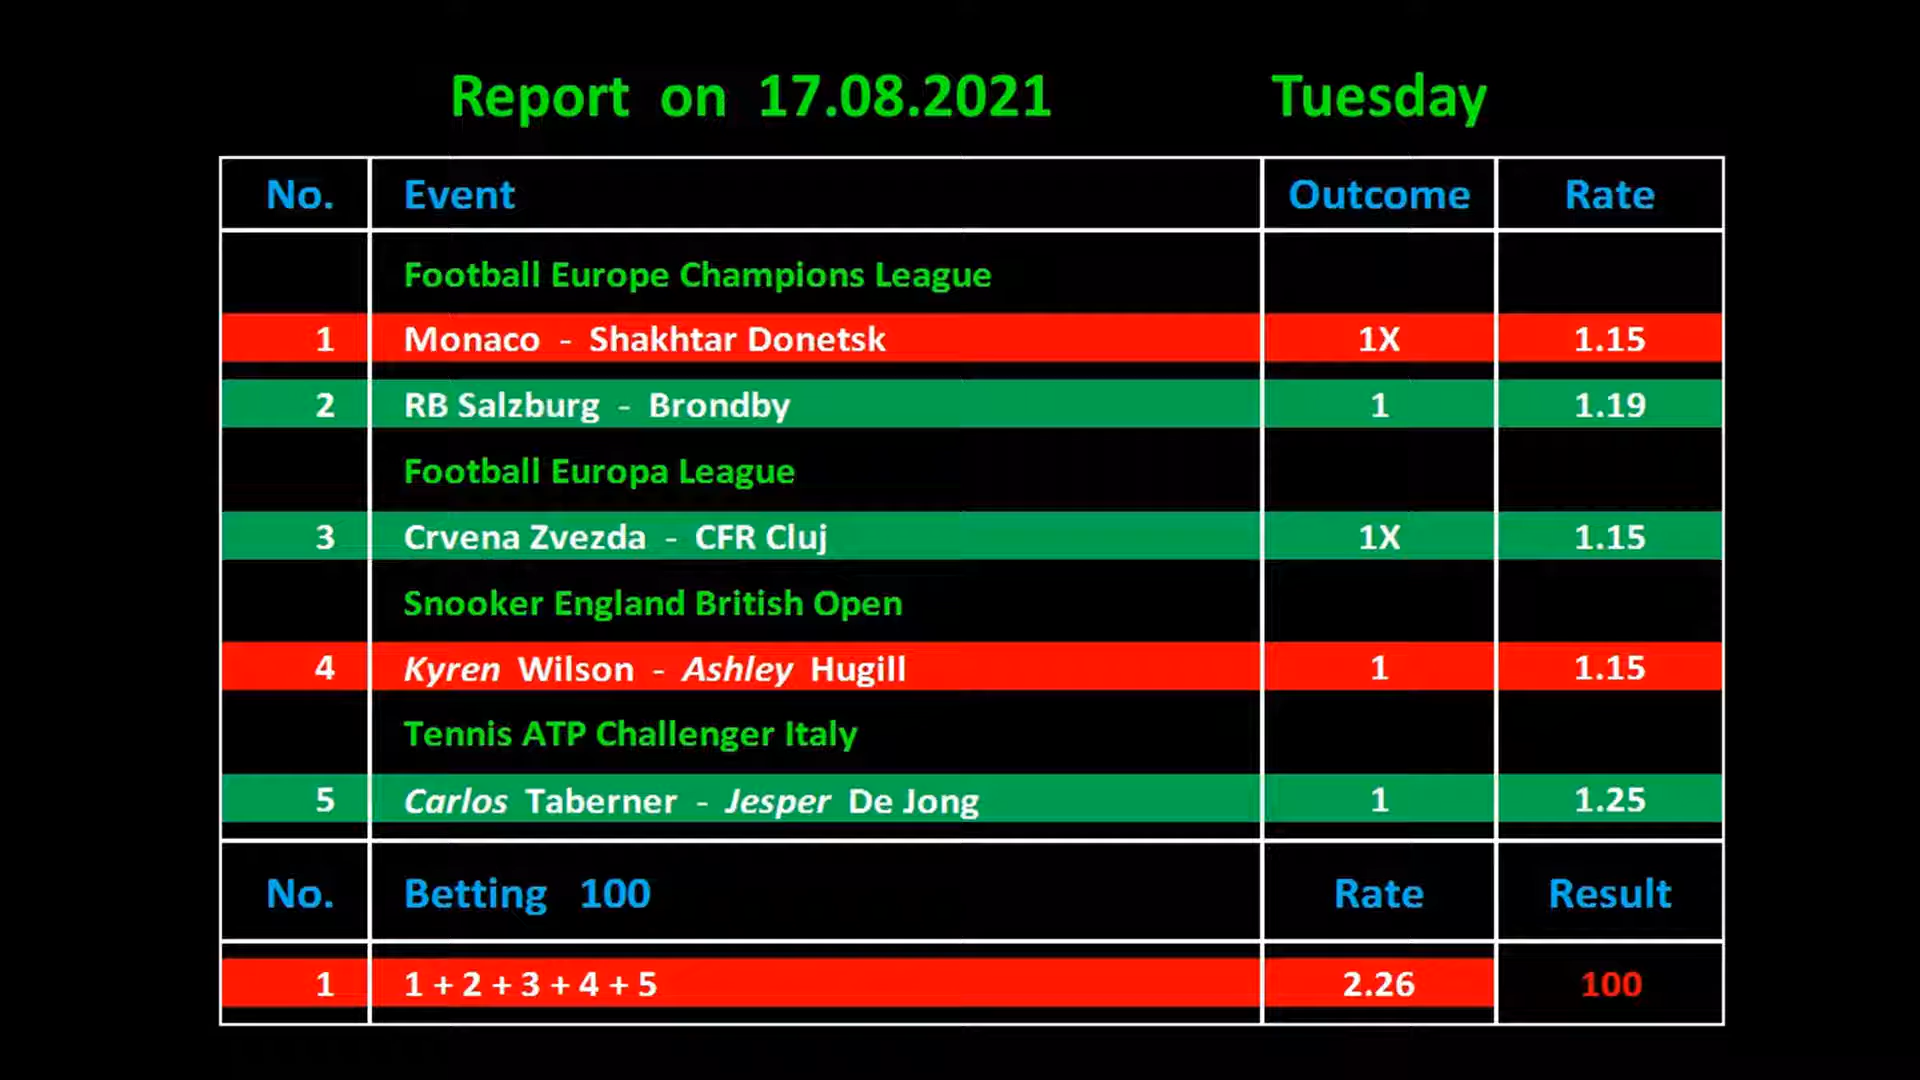 Report on 17.08.2021 Tuesday
No. Event Outcome Rate
Football Europe Champions League
1 Monaco - Shakhtar Donetsk 1X 1.15
2 RB Salzburg - Brondby 1 1.19
Football Europa League
3 Crvena Zvezda - CFR Cluj 1X 1.15
Snooker England British Open
4 Kyren Wilson - Ashley Hugill 1 1.15
Tennis ATP Challenger Italy
5 Carlos Taberner - Jesper De Jong 1 1.25
No. Betting 100 Rate Result
1 1 + 2 + 3 + 4 + 5 2.26 100